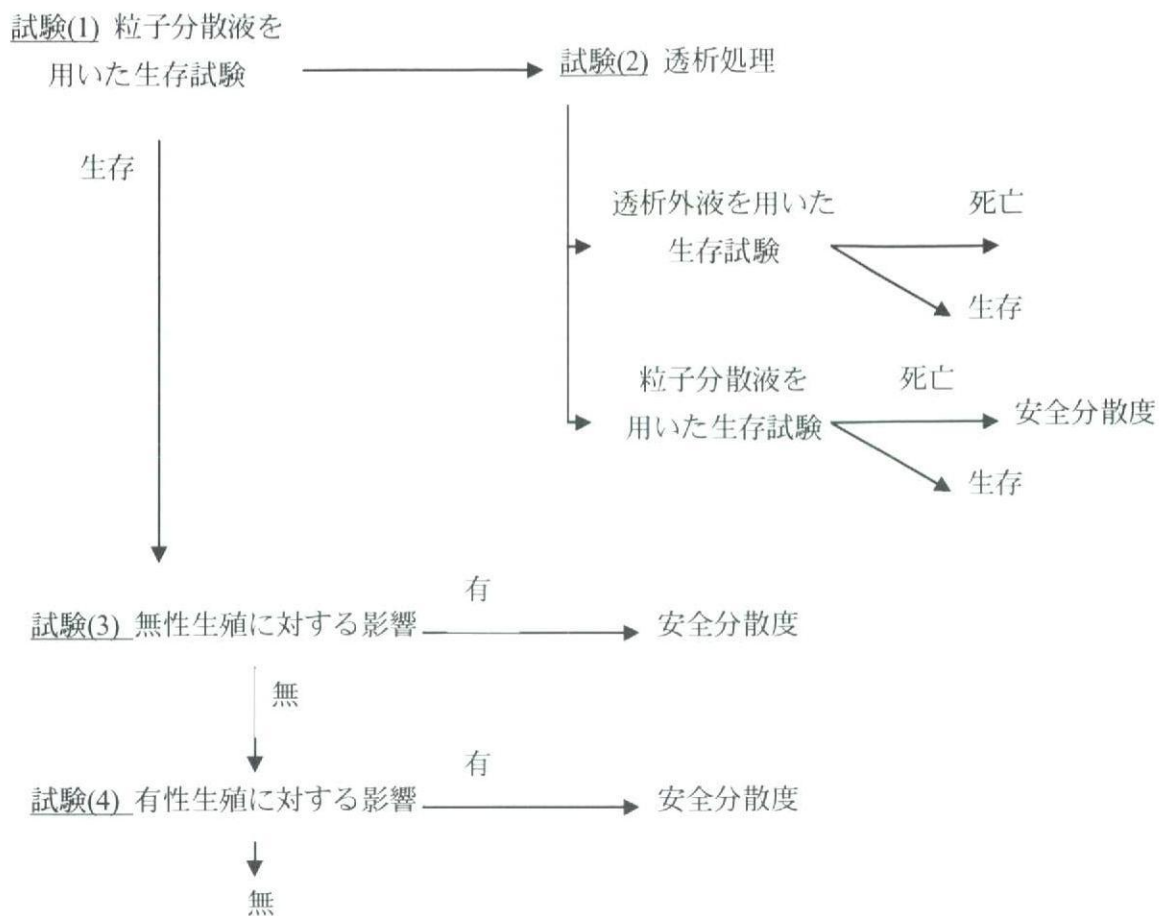 試験(1) 粒子分散液を
用いた生存試験
試験(2) 透析処理
生存
透析外液を用いた
生存試験
死亡
生存
粒子分散液を
用いた生存試験
死亡
安全分散度
生存
試験(3) 無性生殖に対する影響
有
安全分散度
無
試験(4) 有性生殖に対する影響
有
安全分散度
無